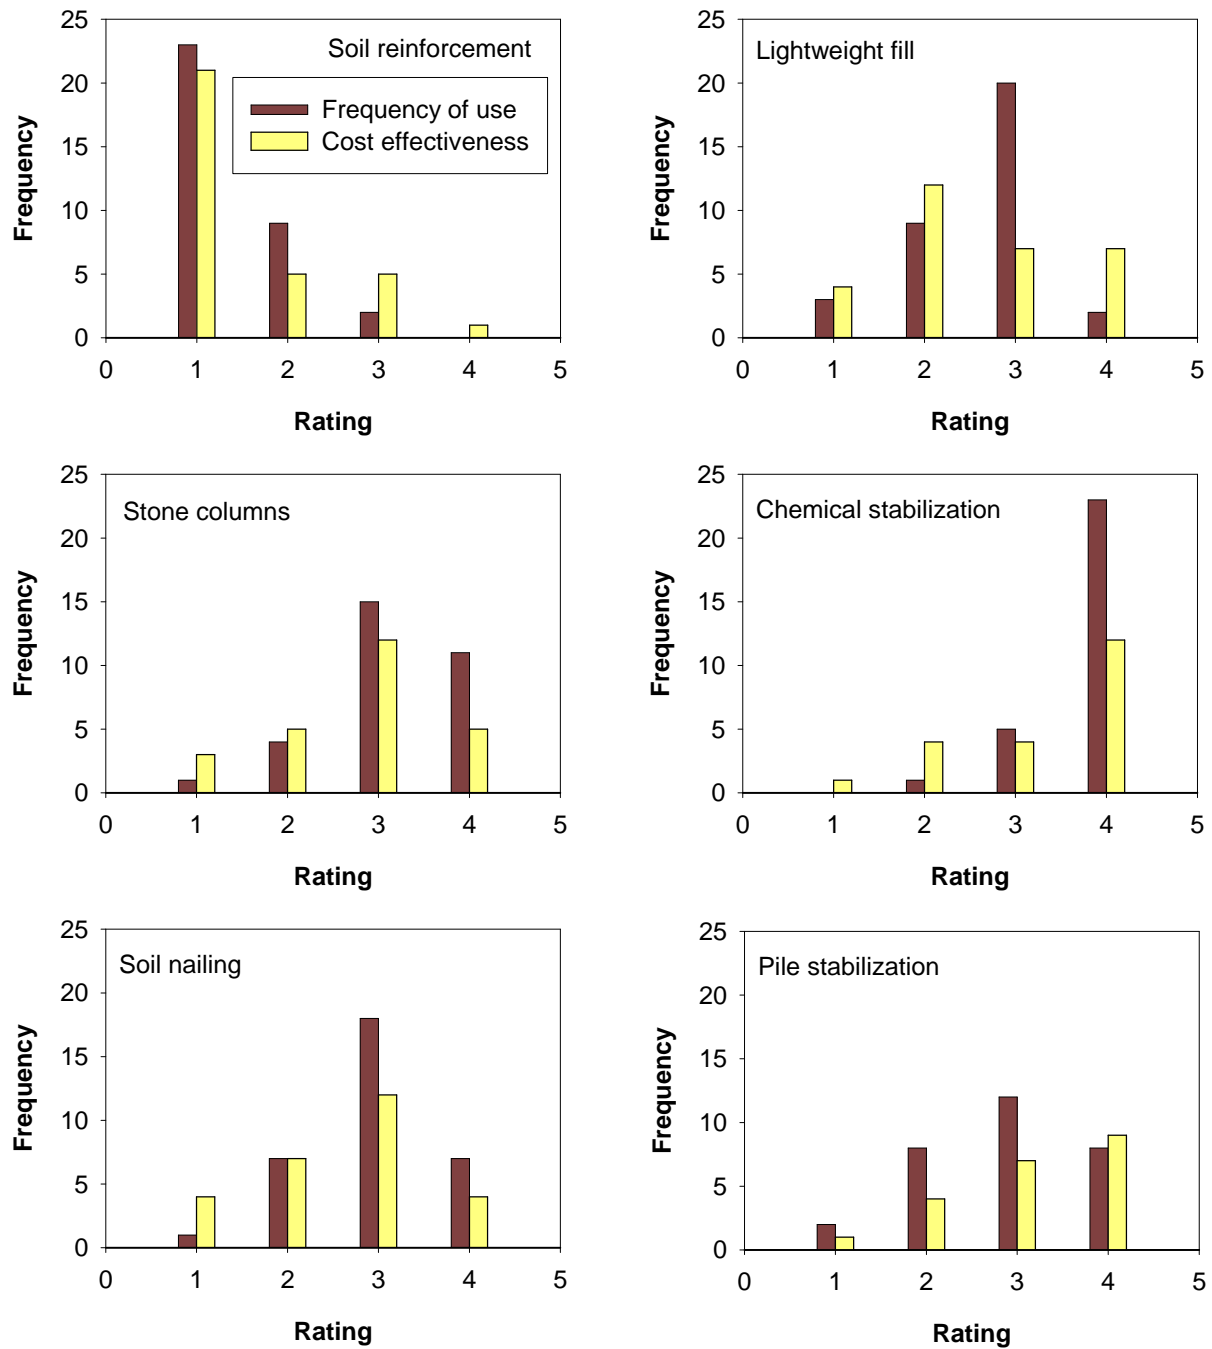 Soil reinforcement
Frequency of use
Cost effectiveness
25
20
15
10
5
0
0 1 2 3 4 5
Frequency
Rating
Lightweight fill
25
20
15
10
5
0
0 1 2 3 4 5
Frequency
Rating
Stone columns
25
20
15
10
5
0
0 1 2 3 4 5
Frequency
Rating
Chemical stabilization
25
20
15
10
5
0
0 1 2 3 4 5
Frequency
Rating
Soil nailing
25
20
15
10
5
0
0 1 2 3 4 5
Frequency
Rating
Pile stabilization
25
20
15
10
5
0
0 1 2 3 4 5
Frequency
Rating